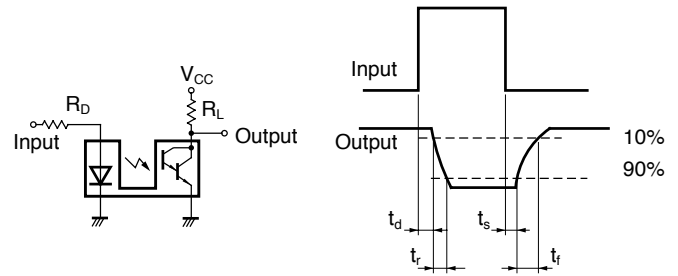 V_CC
R_D
R_L
Input
Output
Input
Output
10%
90%
t_d
t_s
t_r
t_f